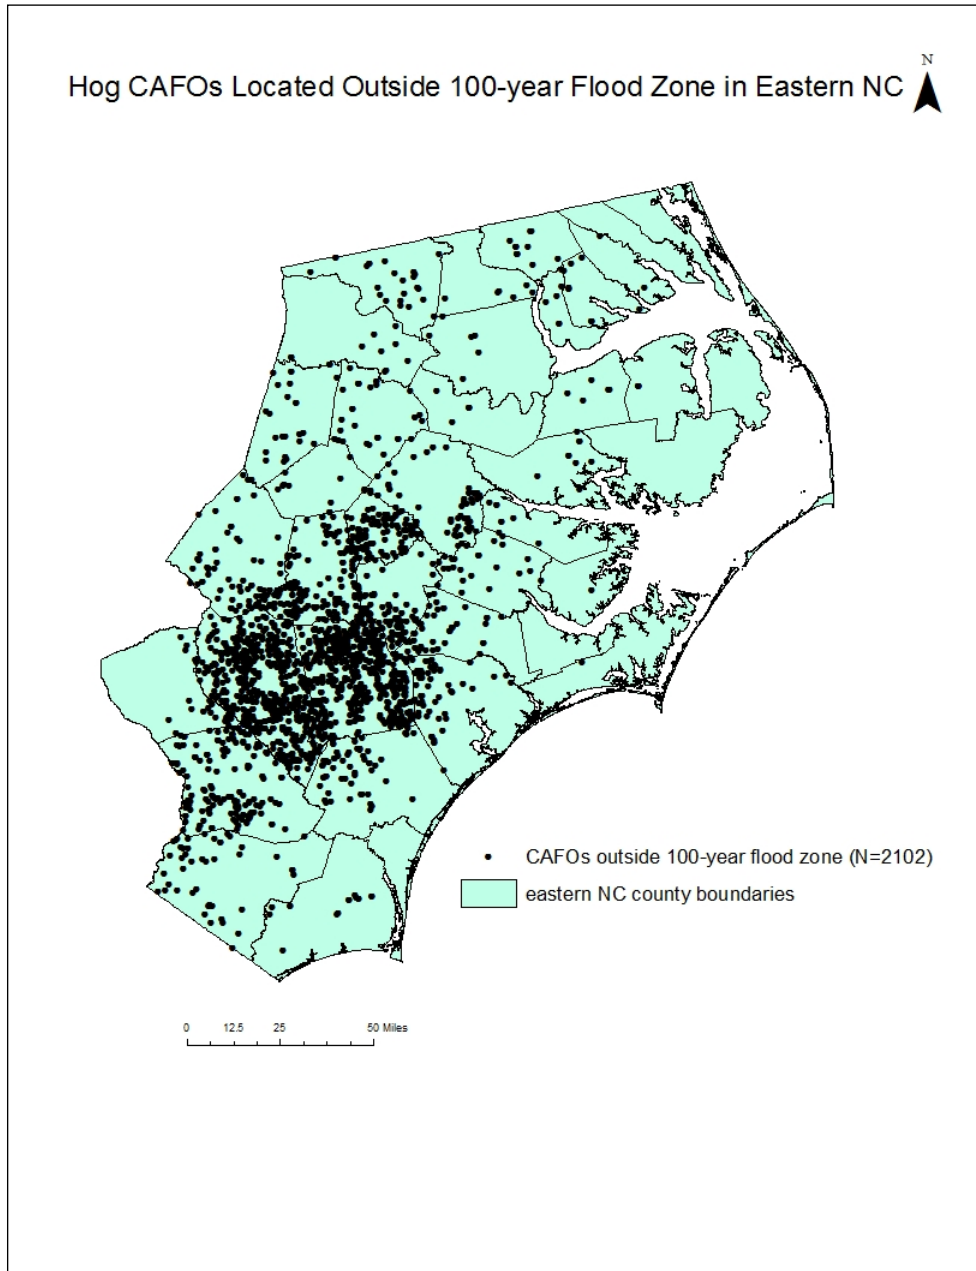 N
Hog CAFOs Located Outside 100-year Flood Zone in Eastern NC
CAFOs outside 100-year flood zone (N=2102)
eastern NC county boundaries
0 12.5 25 50 Miles